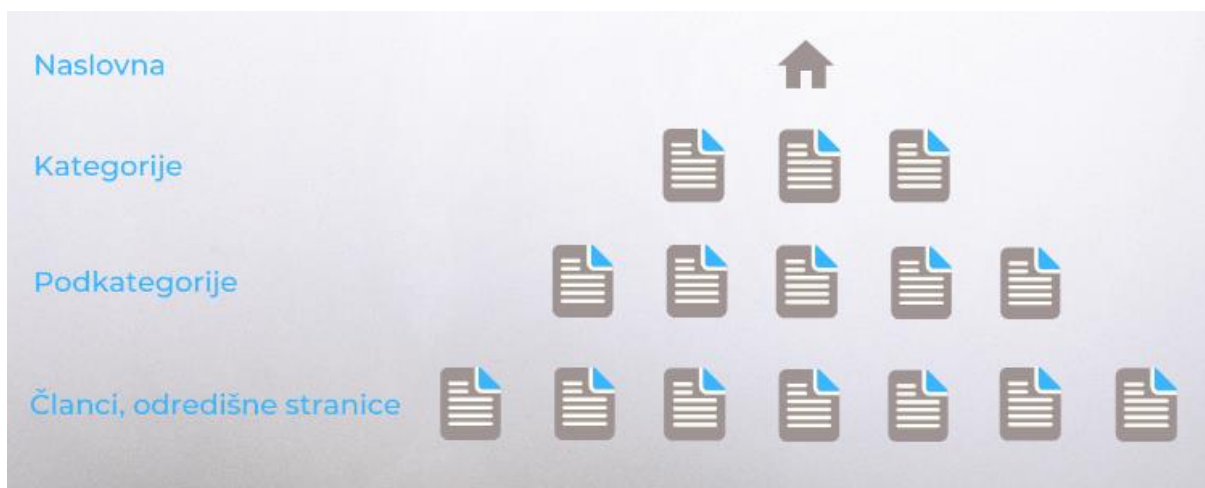 Naslovna
Kategorije
Podkategorije
Članci, odredišne stranice